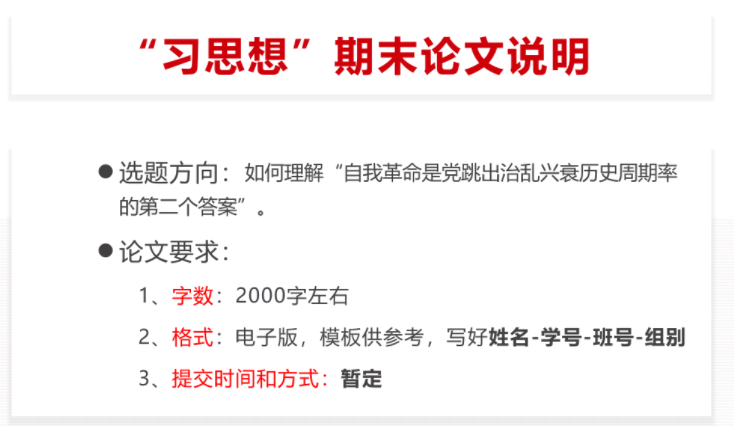 “习思想”期末论文说明
●选题方向：如何理解“自我革命是党跳出治乱兴衰历史周期率
的第二个答案”。
●论文要求：
1、字数：2000字左右
2、格式：电子版，模板供参考，写好姓名-学号-班号-组别
3、提交时间和方式：暂定